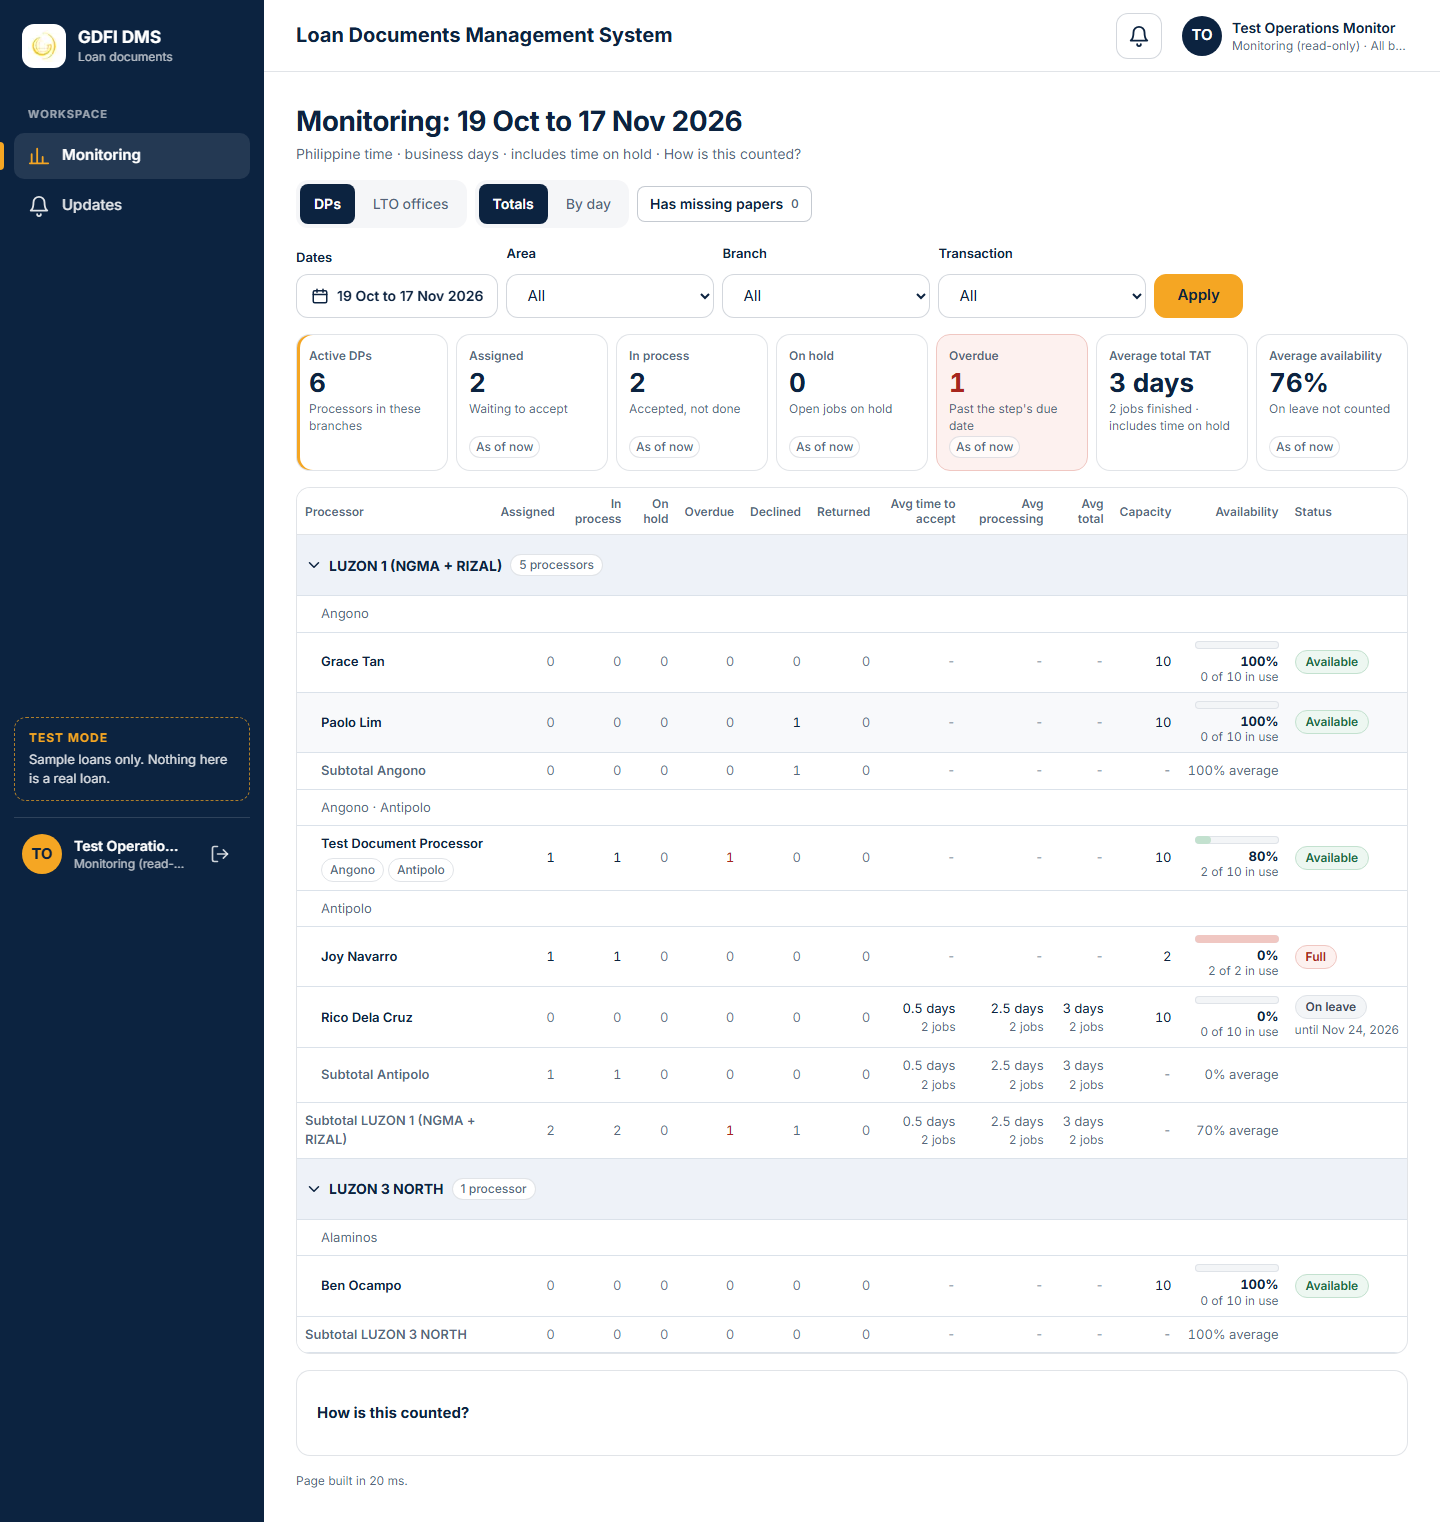 GDFI DMS
Loan documents
WORKSPACE
Monitoring
Updates
TEST MODE
Sample loans only. Nothing here
is a real loan.
TO
Test Operatio...
Monitoring (read-...
Loan Documents Management System
TO
Test Operations Monitor
Monitoring (read-only) · All b...
Monitoring: 19 Oct to 17 Nov 2026
Philippine time · business days · includes time on hold · How is this counted?
DPs LTO offices Totals By day Has missing papers 0
Dates Area Branch Transaction
19 Oct to 17 Nov 2026 All All All Apply
Active DPs
6
Processors in these
branches
Assigned
2
Waiting to accept
As of now
In process
2
Accepted, not done
As of now
On hold
0
Open jobs on hold
As of now
Overdue
1
Past the step's due
date
As of now
Average total TAT
3 days
2 jobs finished ·
includes time on hold
Average availability
76%
On leave not counted
As of now
Processor Assigned In process On hold Overdue Declined Returned Avg time to accept Avg processing Avg total Capacity Availability Status
LUZON 1 (NGMA + RIZAL) 5 processors
Angono
Grace Tan 0 0 0 0 0 0 - - - 10 100% Available
0 of 10 in use
Paolo Lim 0 0 0 0 1 0 - - - 10 100% Available
0 of 10 in use
Subtotal Angono 0 0 0 0 1 0 - - - - 100% average
Angono · Antipolo
Test Document Processor 1 1 0 1 0 0 - - - 10 80% Available
Angono Antipolo 2 of 10 in use
Antipolo
Joy Navarro 1 1 0 0 0 0 - - - 2 0% Full
2 of 2 in use
Rico Dela Cruz 0 0 0 0 0 0 0.5 days 2.5 days 3 days 10 0% On leave
2 jobs 2 jobs 2 jobs 0 of 10 in use until Nov 24, 2026
Subtotal Antipolo 1 1 0 0 0 0 0.5 days 2.5 days 3 days - 0% average
2 jobs 2 jobs 2 jobs
Subtotal LUZON 1 (NGMA +
RIZAL) 2 2 0 1 1 0 0.5 days 2.5 days 3 days - 70% average
2 jobs 2 jobs 2 jobs
LUZON 3 NORTH 1 processor
Alaminos
Ben Ocampo 0 0 0 0 0 0 - - - 10 100% Available
0 of 10 in use
Subtotal LUZON 3 NORTH 0 0 0 0 0 0 - - - - 100% average
How is this counted?
Page built in 20 ms.